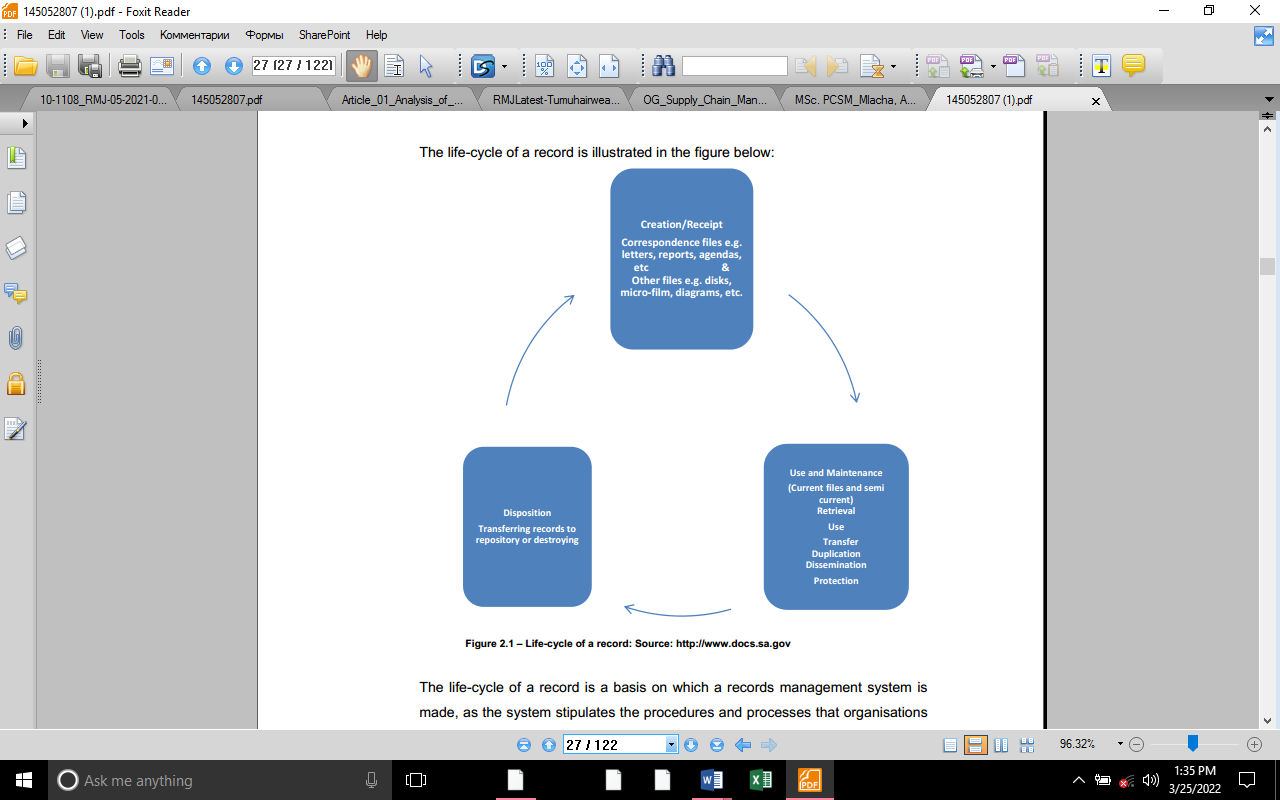 145052807 (1).pdf - Foxit Reader
File Edit View Tools Комментарии Формы SharePoint Help
27 (27 / 122)
10-1108_RMJ-05-2021-0... 145052807.pdf Article_01_Analysis_of_... RMJLatest-Tumuhairwea... OG_Supply_Chain_Man... MSc. PCSM_Mlacha, A... 145052807 (1).pdf
The life-cycle of a record is illustrated in the figure below:
Creation/Receipt
Correspondence files e.g.
letters, reports, agendas,
etc &
Other files e.g. disks,
micro-film, diagrams, etc.
Use and Maintenance
(Current files and semi
current)
Retrieval
Use
Transfer
Duplication
Dissemination
Protection
Disposition
Transferring records to
repository or destroying
Figure 2.1 – Life-cycle of a record: Source: http://www.docs.sa.gov
The life-cycle of a record is a basis on which a records management system is
made, as the system stipulates the procedures and processes that organisations
27 / 122
96.32%
Ask me anything
1:35 PM
3/25/2022